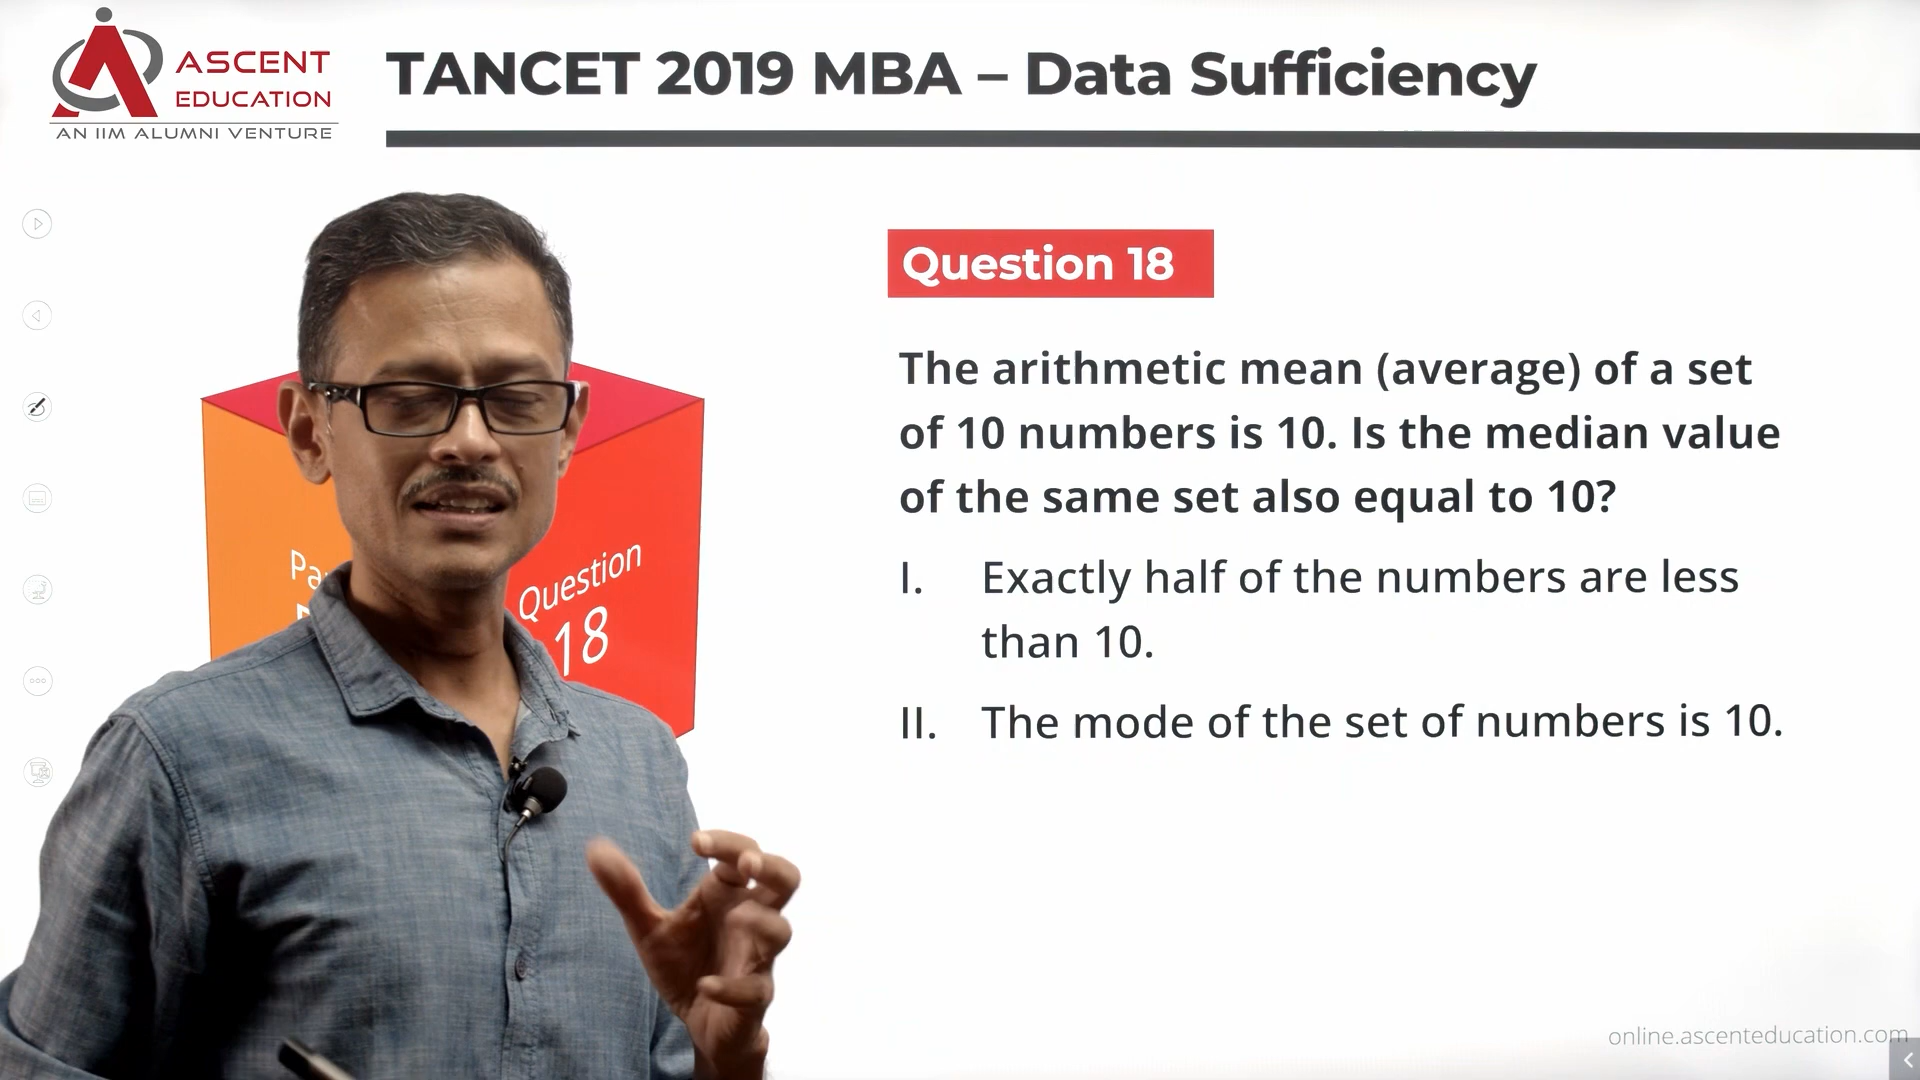 ASCENT
EDUCATION
AN IIM ALUMNI VENTURE
TANCET 2019 MBA – Data Sufficiency
Question 18
The arithmetic mean (average) of a set
of 10 numbers is 10. Is the median value
of the same set also equal to 10?
I. Exactly half of the numbers are less
than 10.
II. The mode of the set of numbers is 10.
Question
18
online.ascenteducation.com